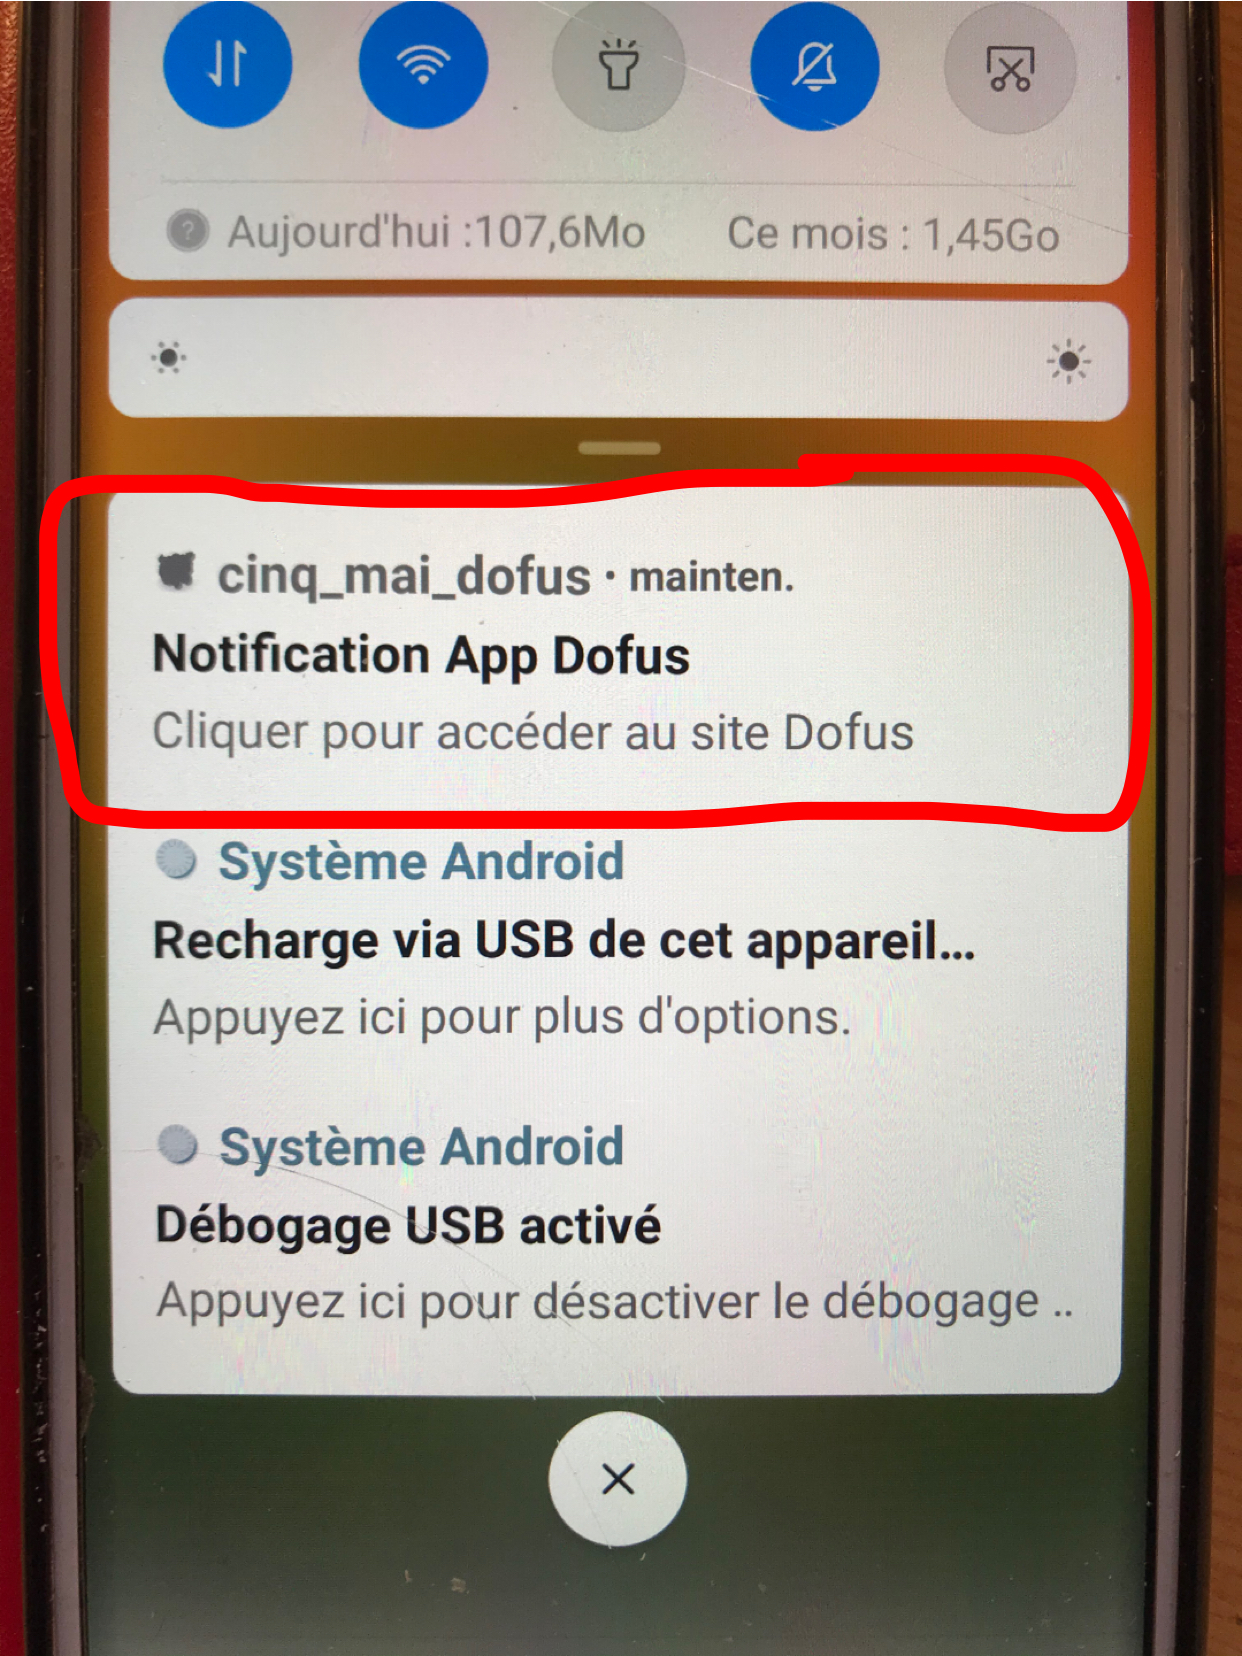 Aujourd'hui :107,6Mo Ce mois : 1,45Go
cinq_mai_dofus · mainten.
Notification App Dofus
Cliquer pour accéder au site Dofus
Système Android
Recharge via USB de cet appareil...
Appuyez ici pour plus d'options.
Système Android
Débogage USB activé
Appuyez ici pour désactiver le débogage ..